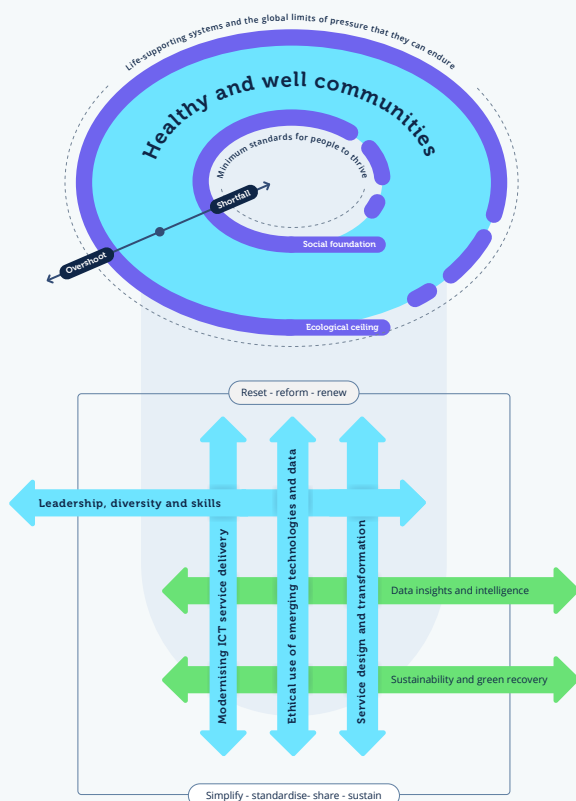 Life-supporting systems and the global limits of pressure that they can endure
Healthy and well communities
Minimum standards for people to thrive
Shortfall
Overshoot
Social foundation
Ecological ceiling
Reset - reform - renew
Leadership, diversity and skills
Modernising ICT service delivery
Ethical use of emerging technologies and data
Service design and transformation
Data insights and intelligence
Sustainability and green recovery
Simplify - standardise- share - sustain